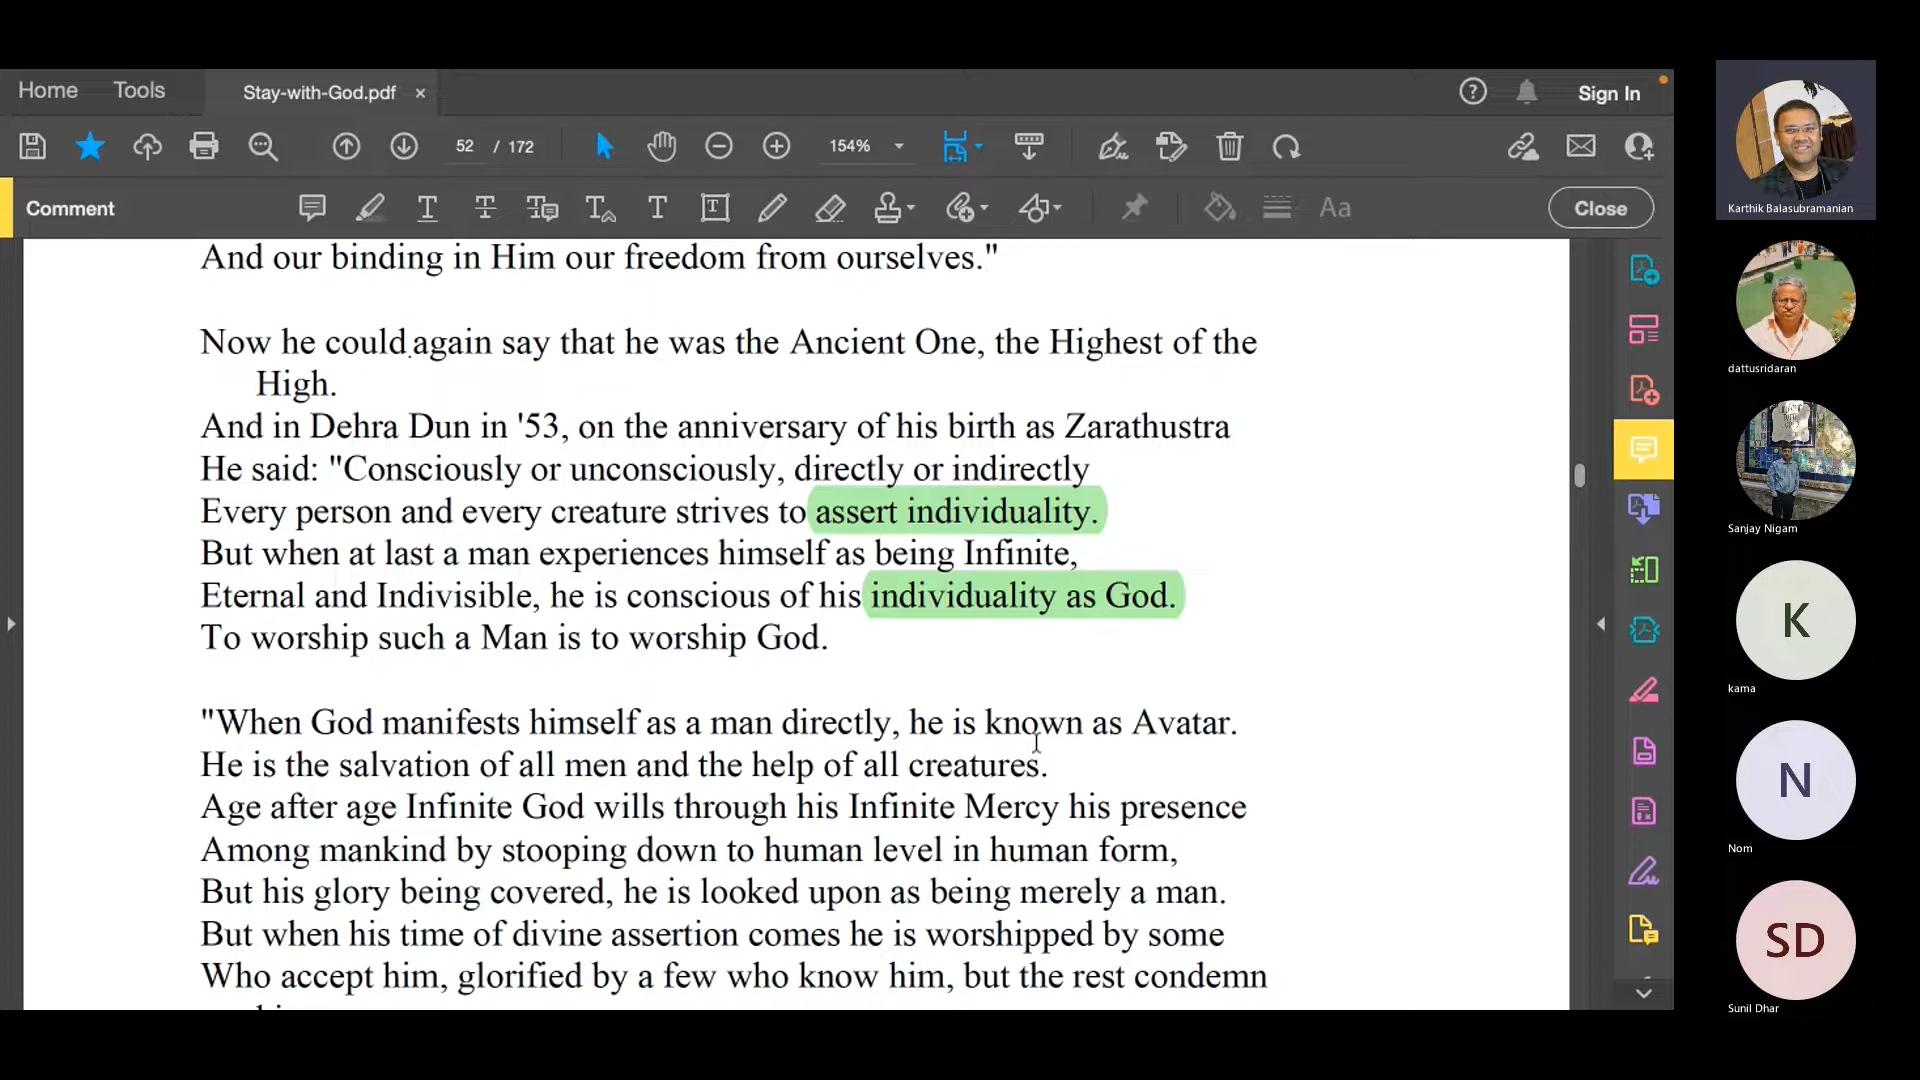 Home Tools Stay-with-God.pdf × Sign In
52 / 172 154%
Comment Close
And our binding in Him our freedom from ourselves."
Now he could again say that he was the Ancient One, the Highest of the
High.
And in Dehra Dun in '53, on the anniversary of his birth as Zarathustra
He said: "Consciously or unconsciously, directly or indirectly
Every person and every creature strives to assert individuality.
But when at last a man experiences himself as being Infinite,
Eternal and Indivisible, he is conscious of his individuality as God.
To worship such a Man is to worship God.
"When God manifests himself as a man directly, he is known as Avatar.
He is the salvation of all men and the help of all creatures.
Age after age Infinite God wills through his Infinite Mercy his presence
Among mankind by stooping down to human level in human form,
But his glory being covered, he is looked upon as being merely a man.
But when his time of divine assertion comes he is worshipped by some
Who accept him, glorified by a few who know him, but the rest condemn
Karthik Balasubramanian
dattusridaran
Sanjay Nigam
K
kama
N
Nom
SD
Sunil Dhar